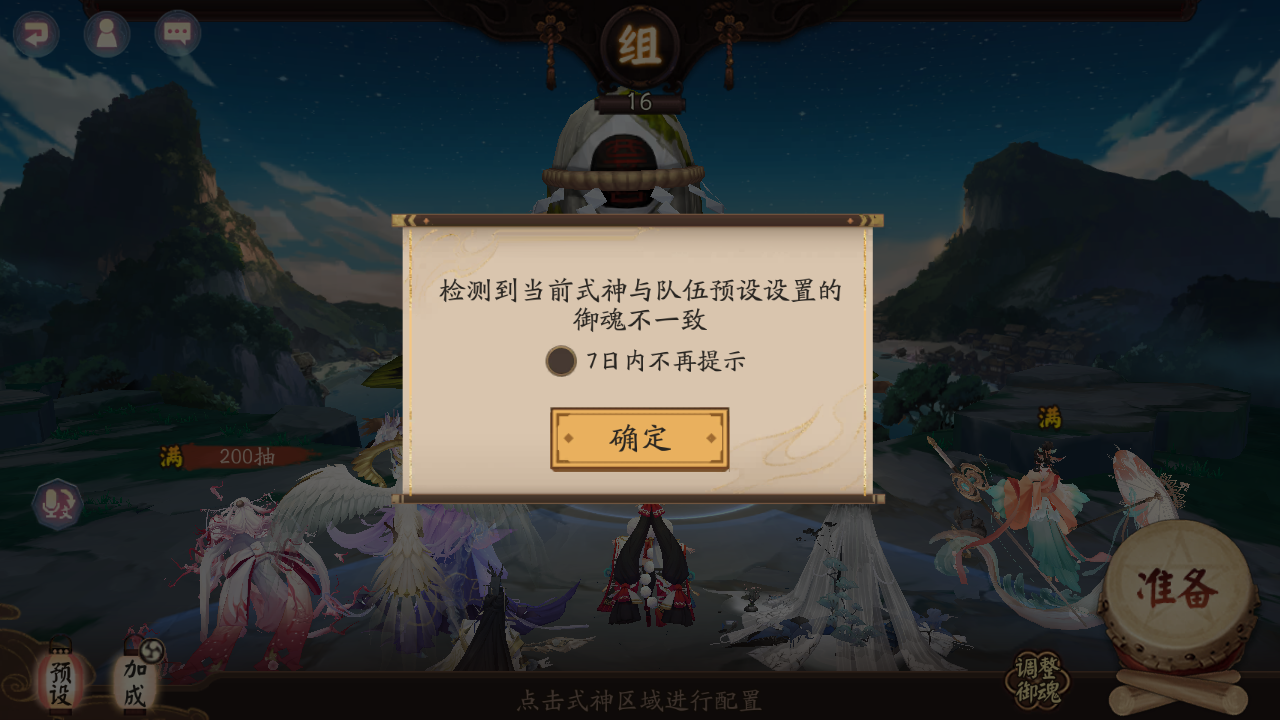 组
16
检测到当前式神与队伍预设设置的
御魂不一致
7日内不再提示
确定
满
满 200抽
准备
预设
加成
调整
御魂
点击式神区域进行配置